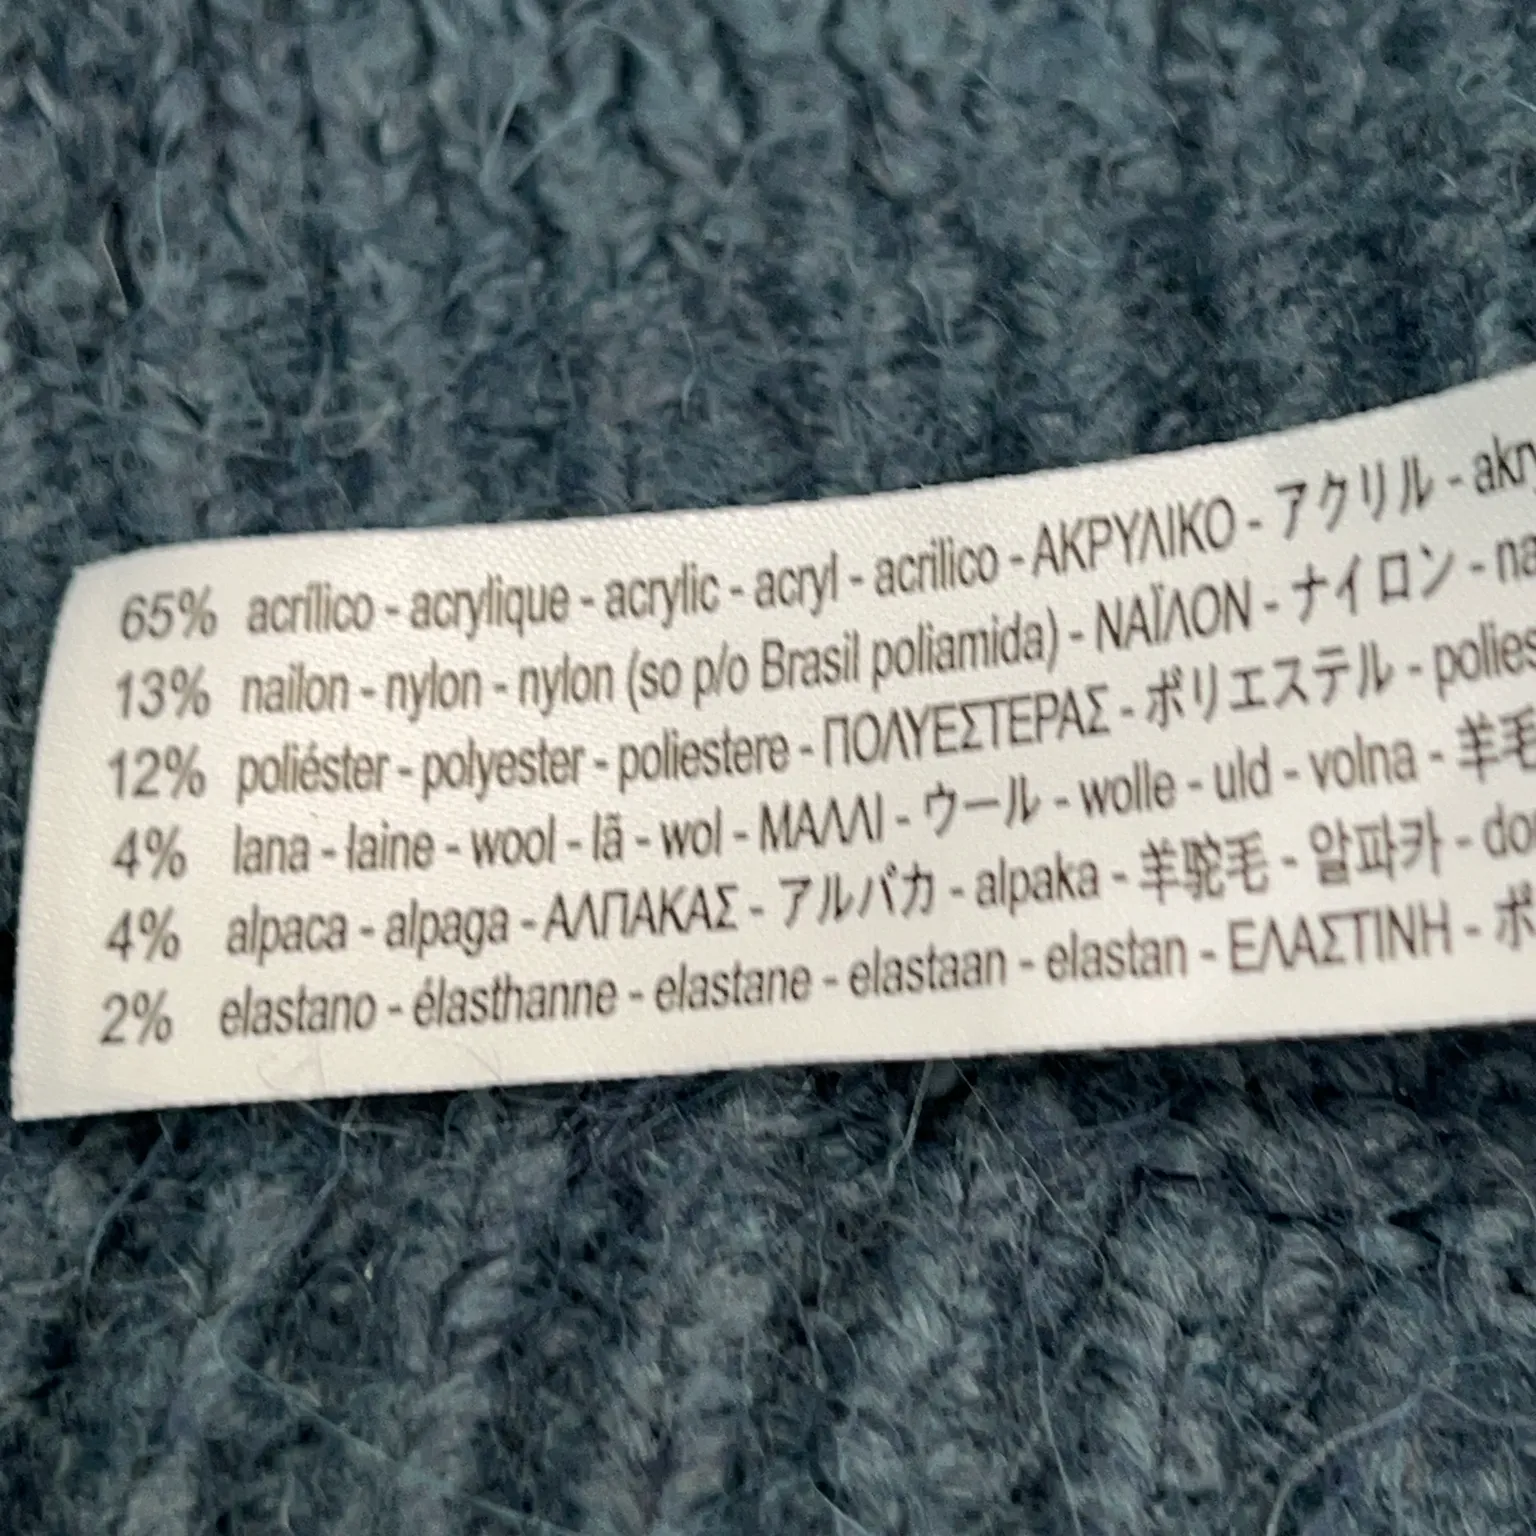 65% acrílico - acrylique - acrylic - acryl - acrilico - ΑΚΡΥΛΙΚΟ - アクリル - akry
13% nailon - nylon - nylon (so p/o Brasil poliamida) - ΝΑΪΛΟΝ - ナイロン - na
12% poliéster - polyester - poliestere - ΠΟΛΥΕΣΤΕΡΑΣ - ポリエステル - polies
4% lana - laine - wool - lã - wol - ΜΑΛΛΙ - ウール - wolle - uld - volna - 羊毛
4% alpaca - alpaga - ΑΛΠΑΚΑΣ - アルパカ - alpaka - 羊驼毛 - 알파카 - do
2% elastano - élasthanne - elastane - elastaan - elastan - ΕΛΑΣΤΙΝΗ - ポ